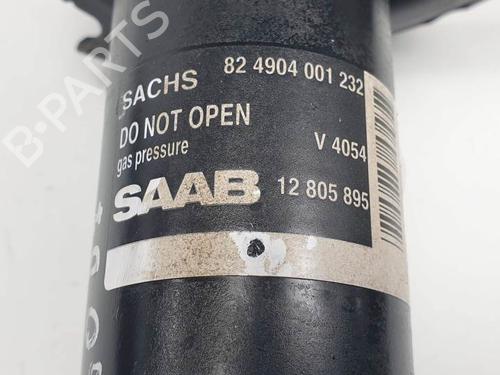 SACHS 82 4904 001 232
DO NOT OPEN
gas pressure V 4054
SAAB 12 805 895
B-PARTS